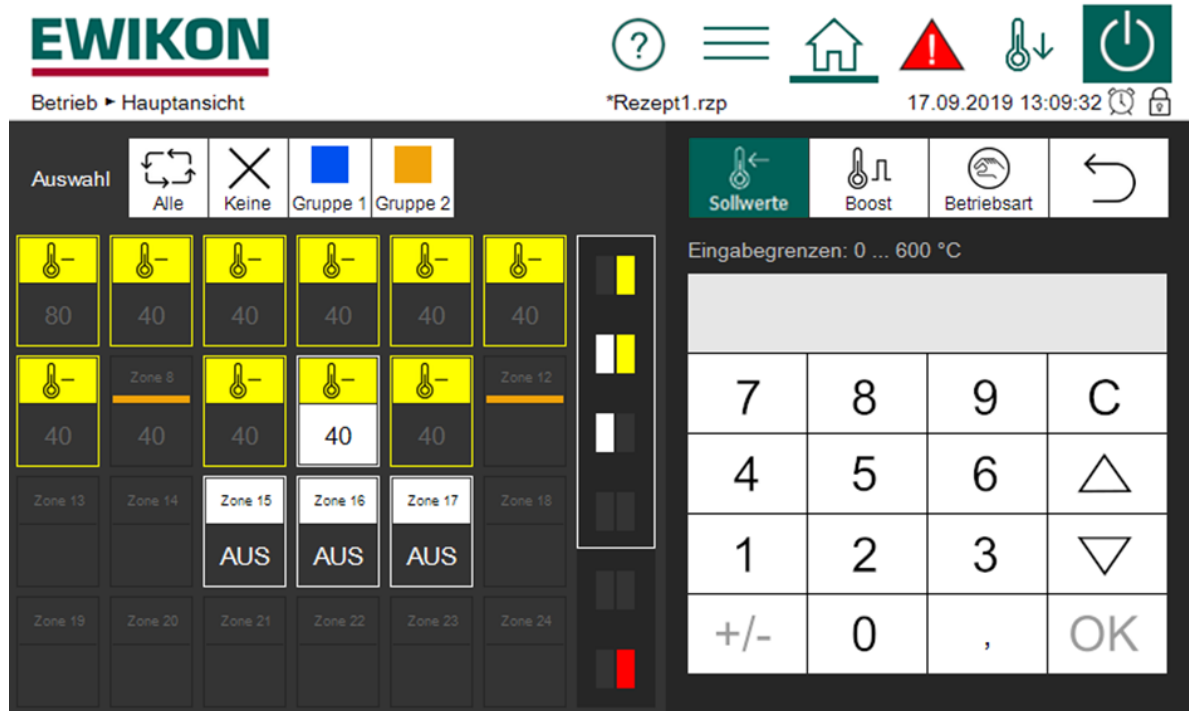 EWIKON
?
!
Betrieb ► Hauptansicht
*Rezept1.rzp
17.09.2019 13:09:32
Auswahl
Alle
Keine
Gruppe 1
Gruppe 2
80
40
40
40
40
40
Zone 8
Zone 12
40
40
40
40
40
Zone 13
Zone 14
Zone 15
Zone 16
Zone 17
Zone 18
AUS
AUS
AUS
Zone 19
Zone 20
Zone 21
Zone 22
Zone 23
Zone 24
Sollwerte
Boost
Betriebsart
Eingabegrenzen: 0 ... 600 °C
7 8 9 C
4 5 6
1 2 3
+/- 0 , OK